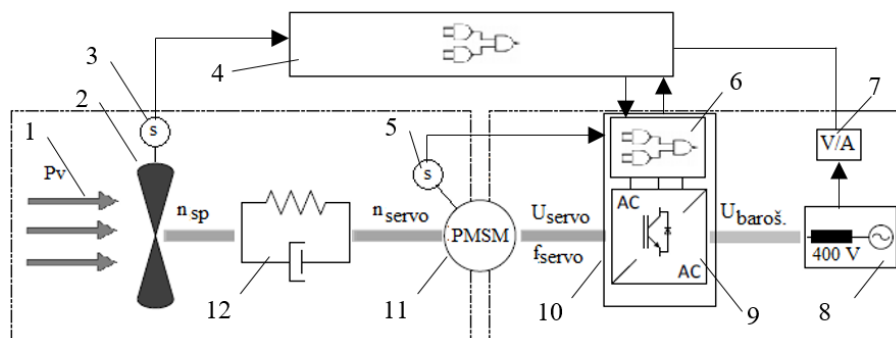 3
4
6
7
2
5
1
s
V/A
Pv
s
AC
n sp
n servo
PMSM
U servo
f servo
U baroš.
400 V
AC
12
11
10
9
8